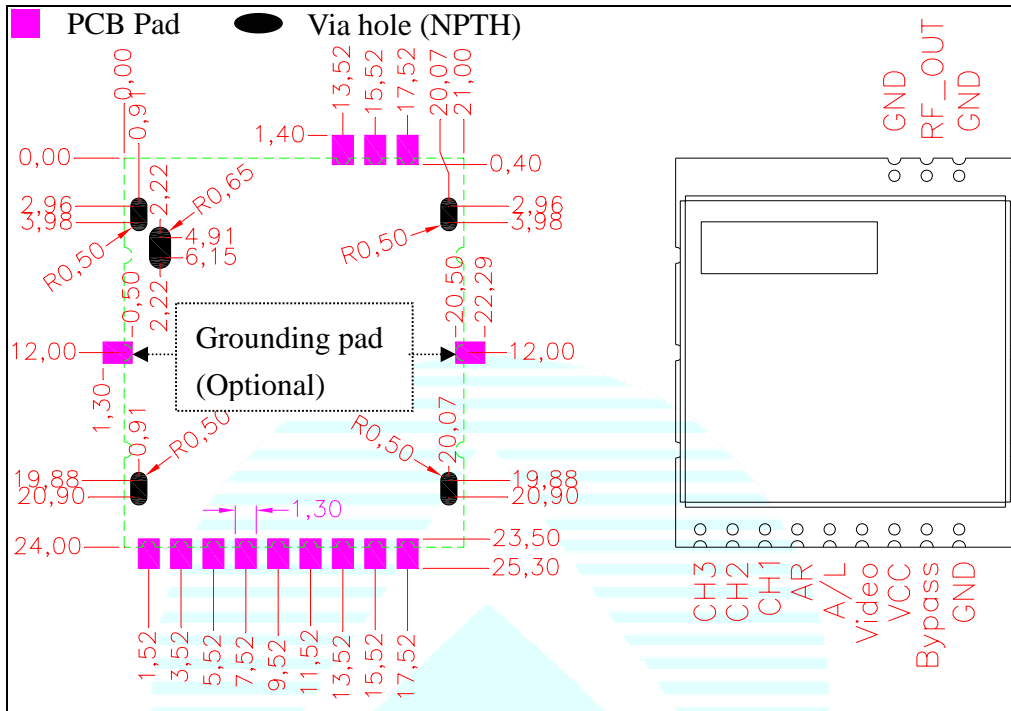 PCB Pad
Via hole (NPTH)
0,00
0,91
13,52
15,52
17,52
20,07
21,00
1,40
0,00
0,40
2,22
R0,65
2,96
3,98
R0,50
4,91
6,15
2,22
2,96
3,98
R0,50
0,50
20,50
22,29
12,00
Grounding pad
(Optional)
12,00
1,30
0,91
R0,50
R0,50
20,07
19,88
20,90
19,88
20,90
1,30
24,00
23,50
25,30
1,52
3,52
5,52
7,52
9,52
11,52
13,52
15,52
17,52
GND
RF_OUT
GND
CH3
CH2
CH1
AR
A/L
Video
VCC
Bypass
GND